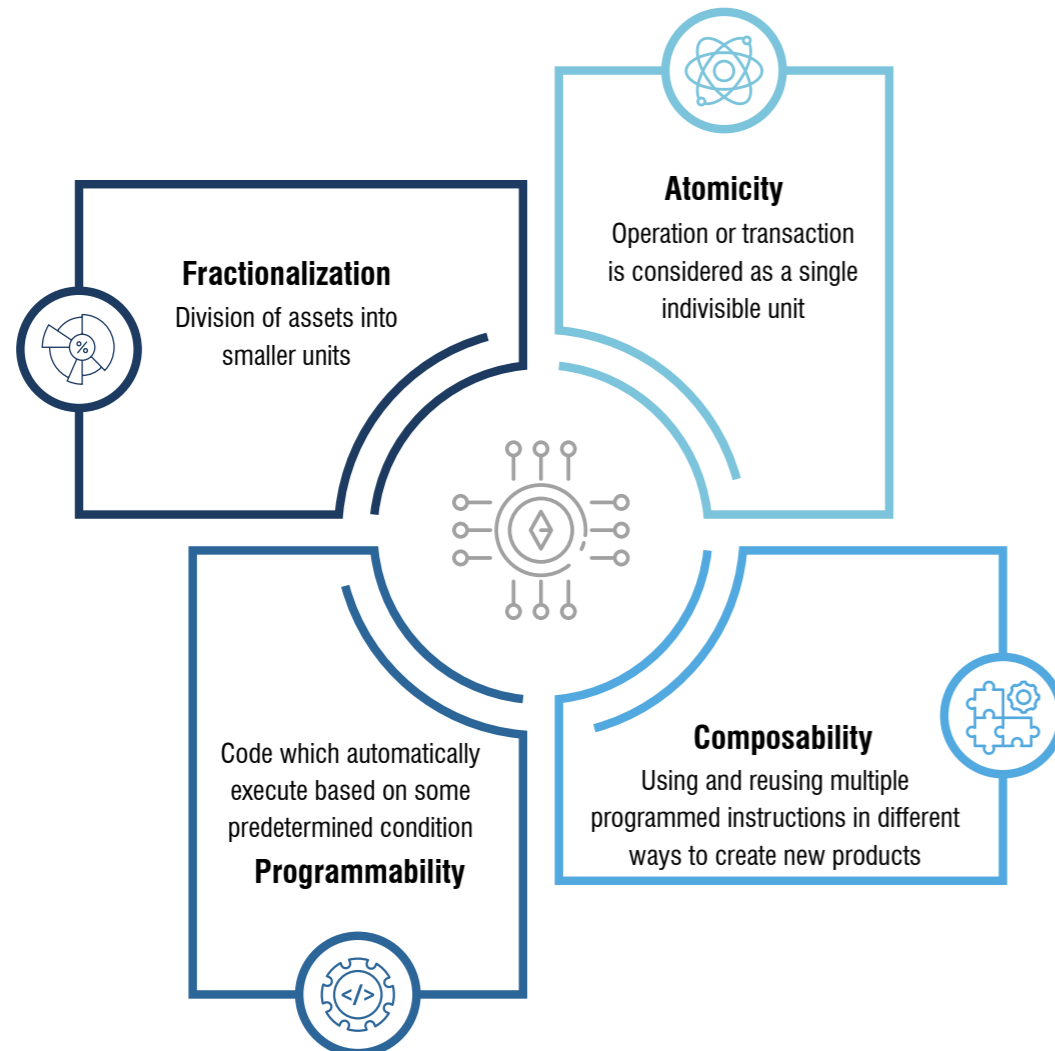 Atomicity
Operation or transaction
is considered as a single
indivisible unit
Fractionalization
Division of assets into
smaller units
%
Code which automatically
execute based on some
predetermined condition
Programmability
</>
Composability
Using and reusing multiple
programmed instructions in different
ways to create new products